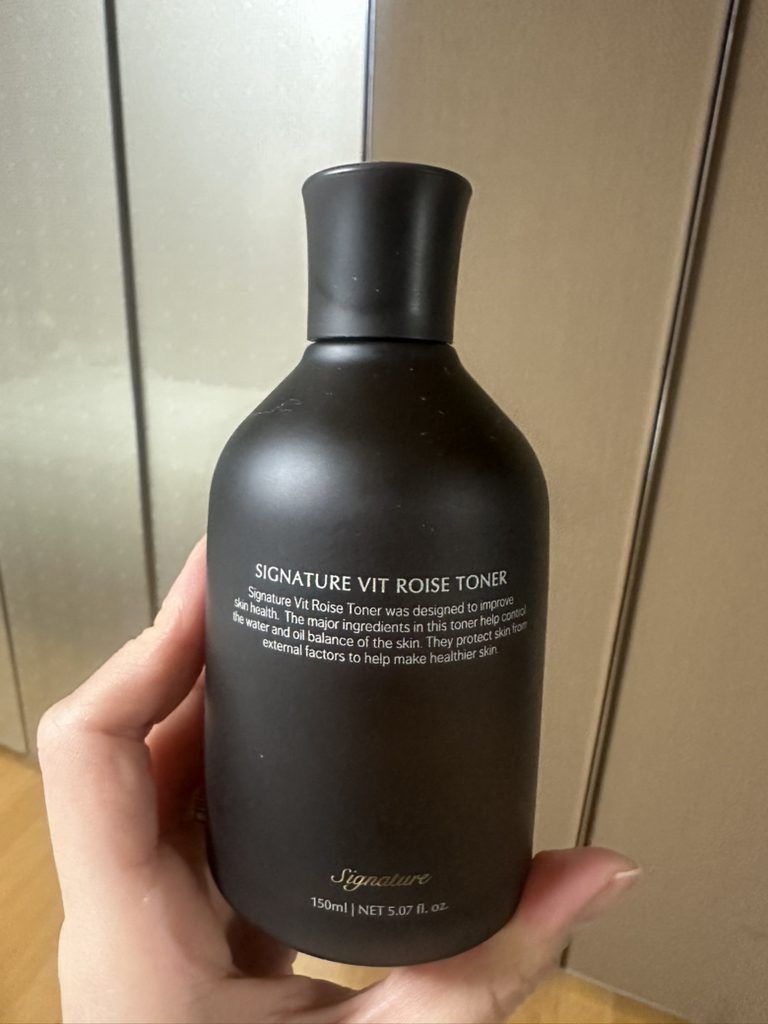 SIGNATURE VIT ROISE TONER
Signature Vit Roise Toner was designed to improve
skin health. The major ingredients in this toner help control
the water and oil balance of the skin. They protect skin from
external factors to help make healthier skin.
Signature
150ml | NET 5.07 fl. oz.